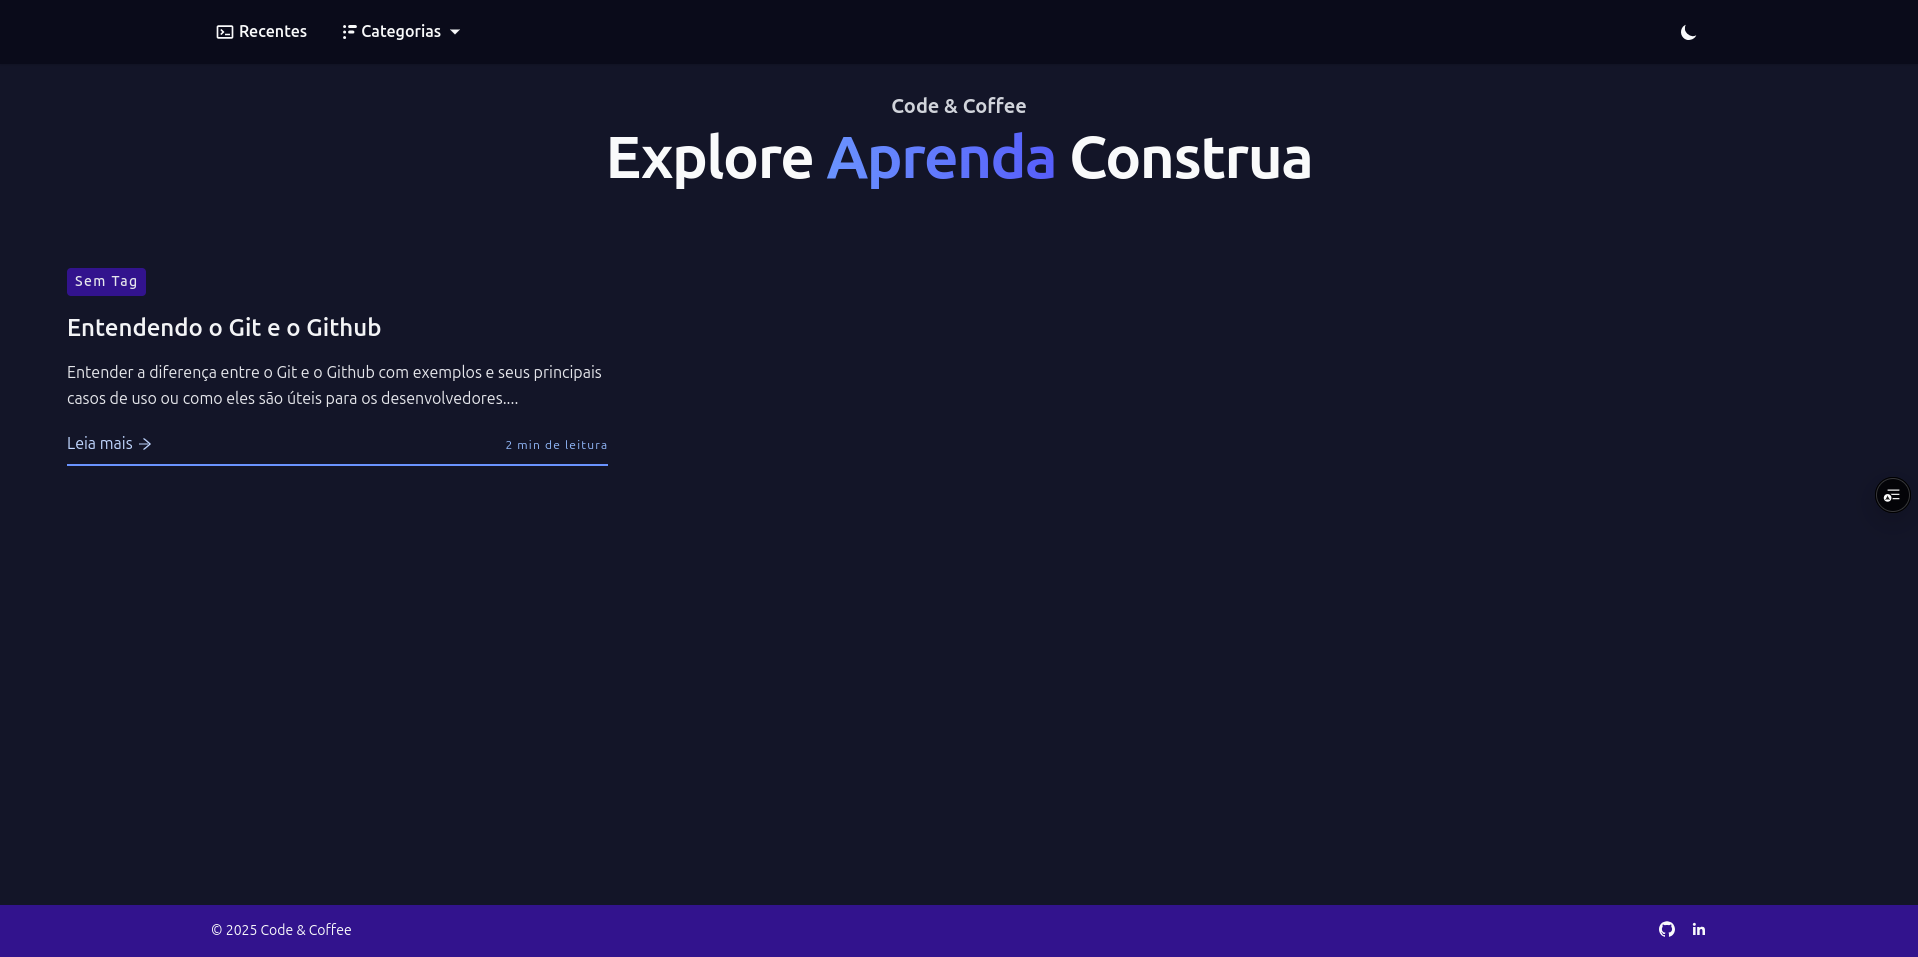 Recentes
Categorias
Code & Coffee
Explore Aprenda Construa
Sem Tag
Entendendo o Git e o Github
Entender a diferença entre o Git e o Github com exemplos e seus principais
casos de uso ou como eles são úteis para os desenvolvedores....
Leia mais →
2 min de leitura
© 2025 Code & Coffee